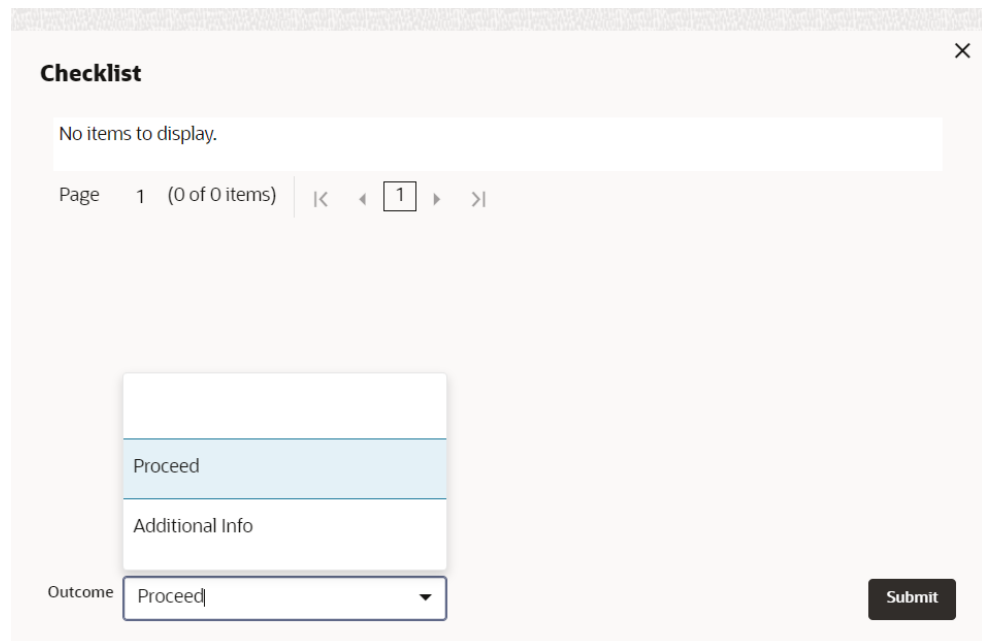 Checklist
No items to display.
Page 1 (0 of 0 items) 1
Proceed
Additional Info
Outcome Proceed
Submit